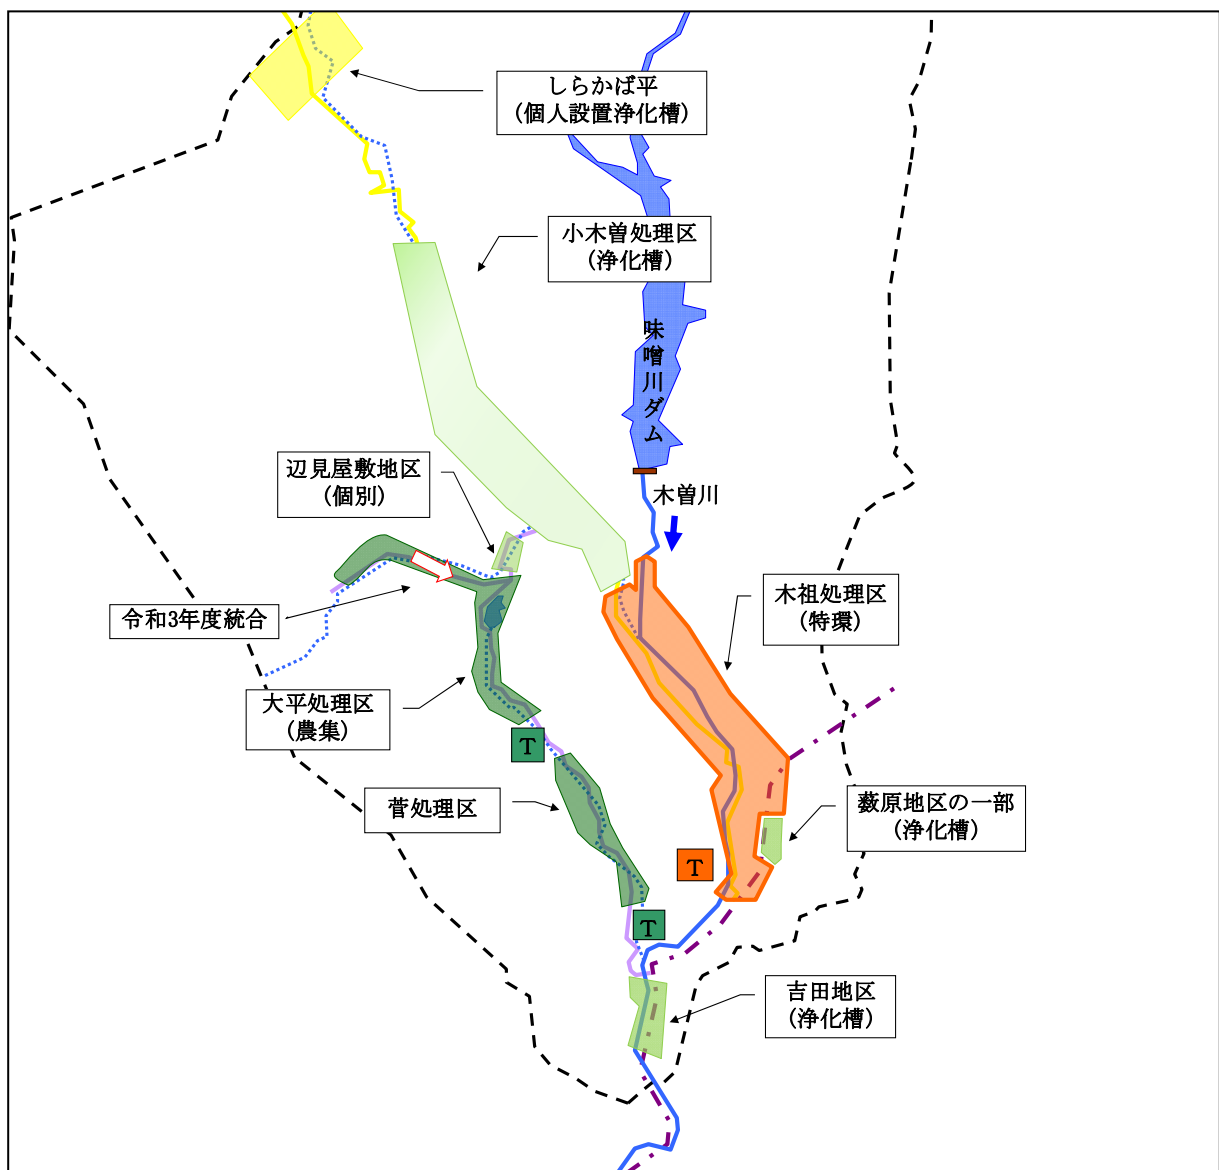 しらかば平
(個人設置浄化槽)
小木曽処理区
(浄化槽)
味噌川ダム
辺見屋敷地区
(個別)
木曽川
木祖処理区
(特環)
令和3年度統合
大平処理区
(農集)
T
菅処理区
藪原地区の一部
(浄化槽)
T
T
吉田地区
(浄化槽)